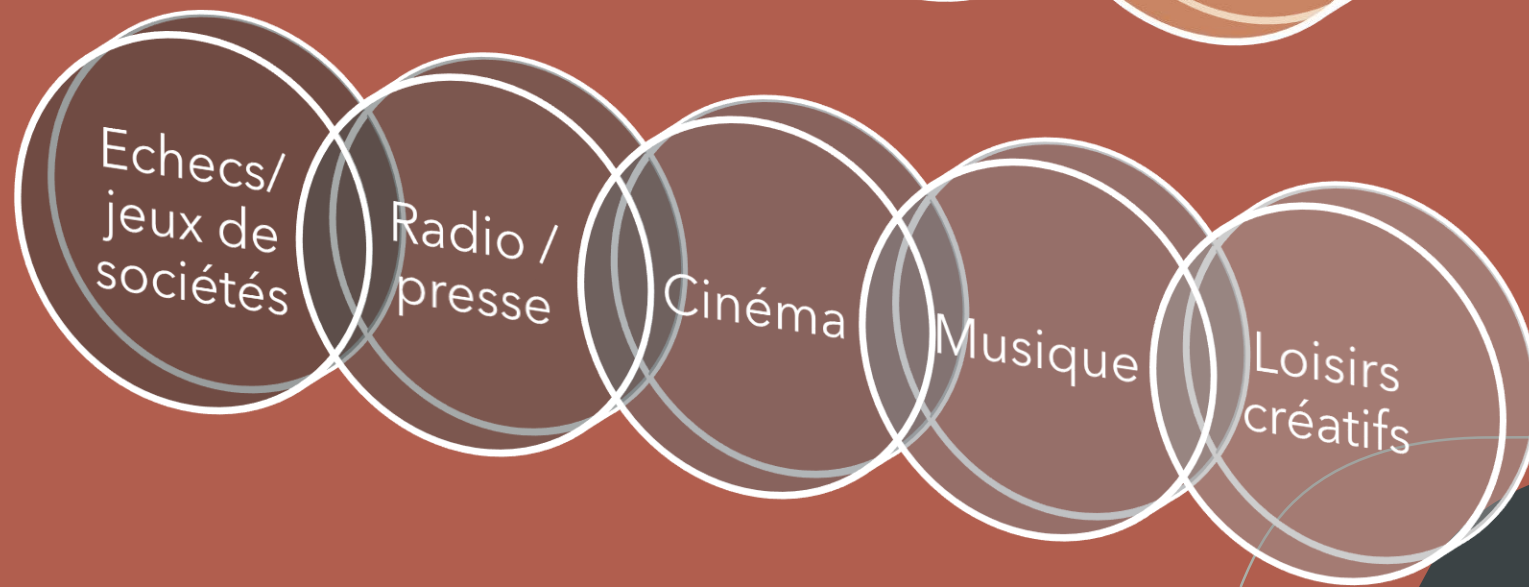 Echecs/
jeux de
sociétés
Radio /
presse
Cinéma
Musique
Loisirs
créatifs